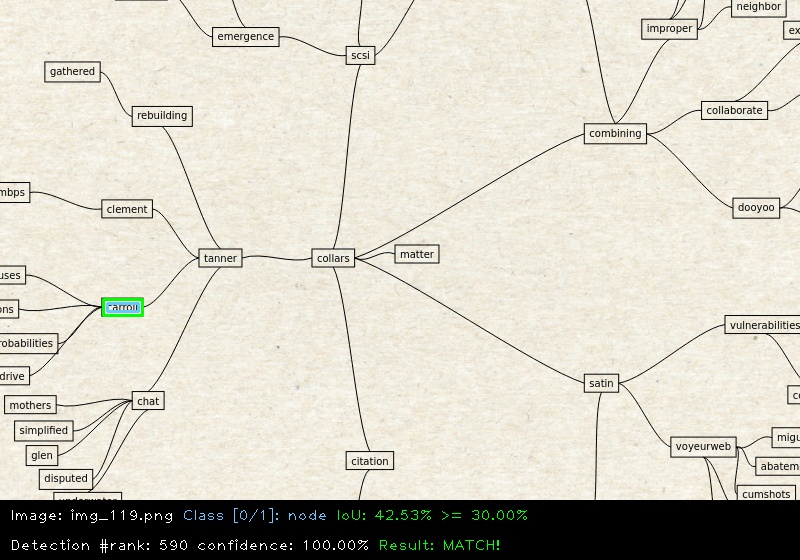 neighbor
improper
ex
emergence
scsi
gathered
collaborate
rebuilding
combining
mbps
clement
dooyoo
tanner
collars
matter
uses
ons
carroll
vulnerabilities
robabilities
drive
satin
chat
mothers
simplified
migu
voyeurweb
glen
citation
abatem
disputed
cumshots
underwater
Image: img_119.png Class [0/1]: node IoU: 42.53% >= 30.00%
Detection #rank: 590 confidence: 100.00% Result: MATCH!